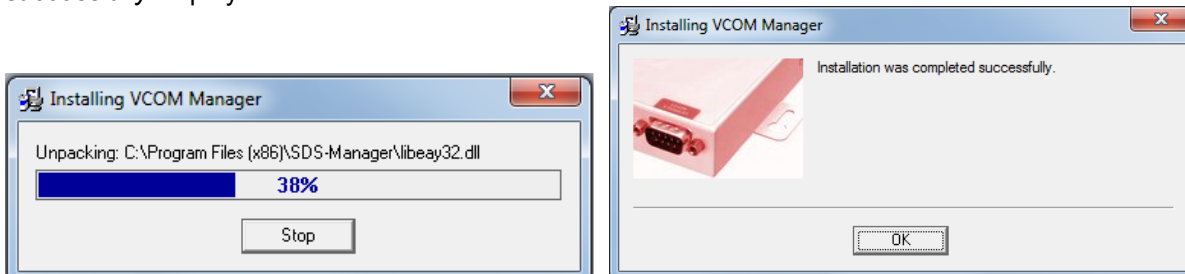 Installing VCOM Manager
Unpacking: C:\Program Files (x86)\SDS-Manager\libeay32.dll
38%
Stop
Installing VCOM Manager
Installation was completed successfully.
OK